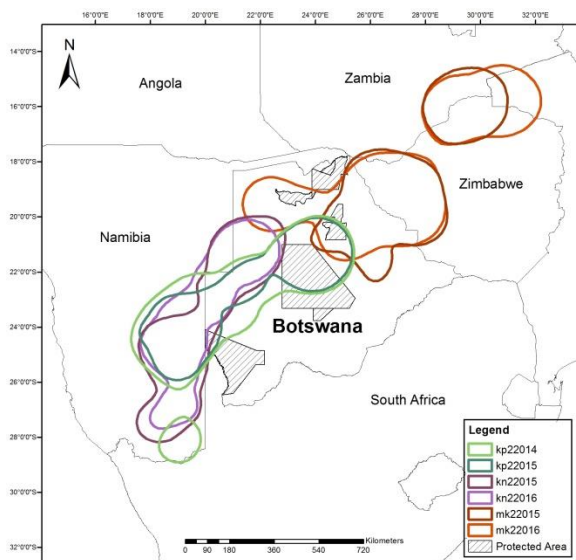 18°0'0"E 20°0'0"E 22°0'0"E 24°0'0"E 26°0'0"E 28°0'0"E 30°0'0"E 32°0'0"E
14°0'0"S
N
Angola
Zambia
16°0'0"S
18°0'0"S
Zimbabwe
20°0'0"S
Namibia
22°0'0"S
Botswana
24°0'0"S
26°0'0"S
South Africa
28°0'0"S
Legend
kp22014
kp22015
kn22015
kn22016
mk22015
mk22016
Protected Area
30°0'0"S
32°0'0"S
Kilometers
0 90 180 360 540 720